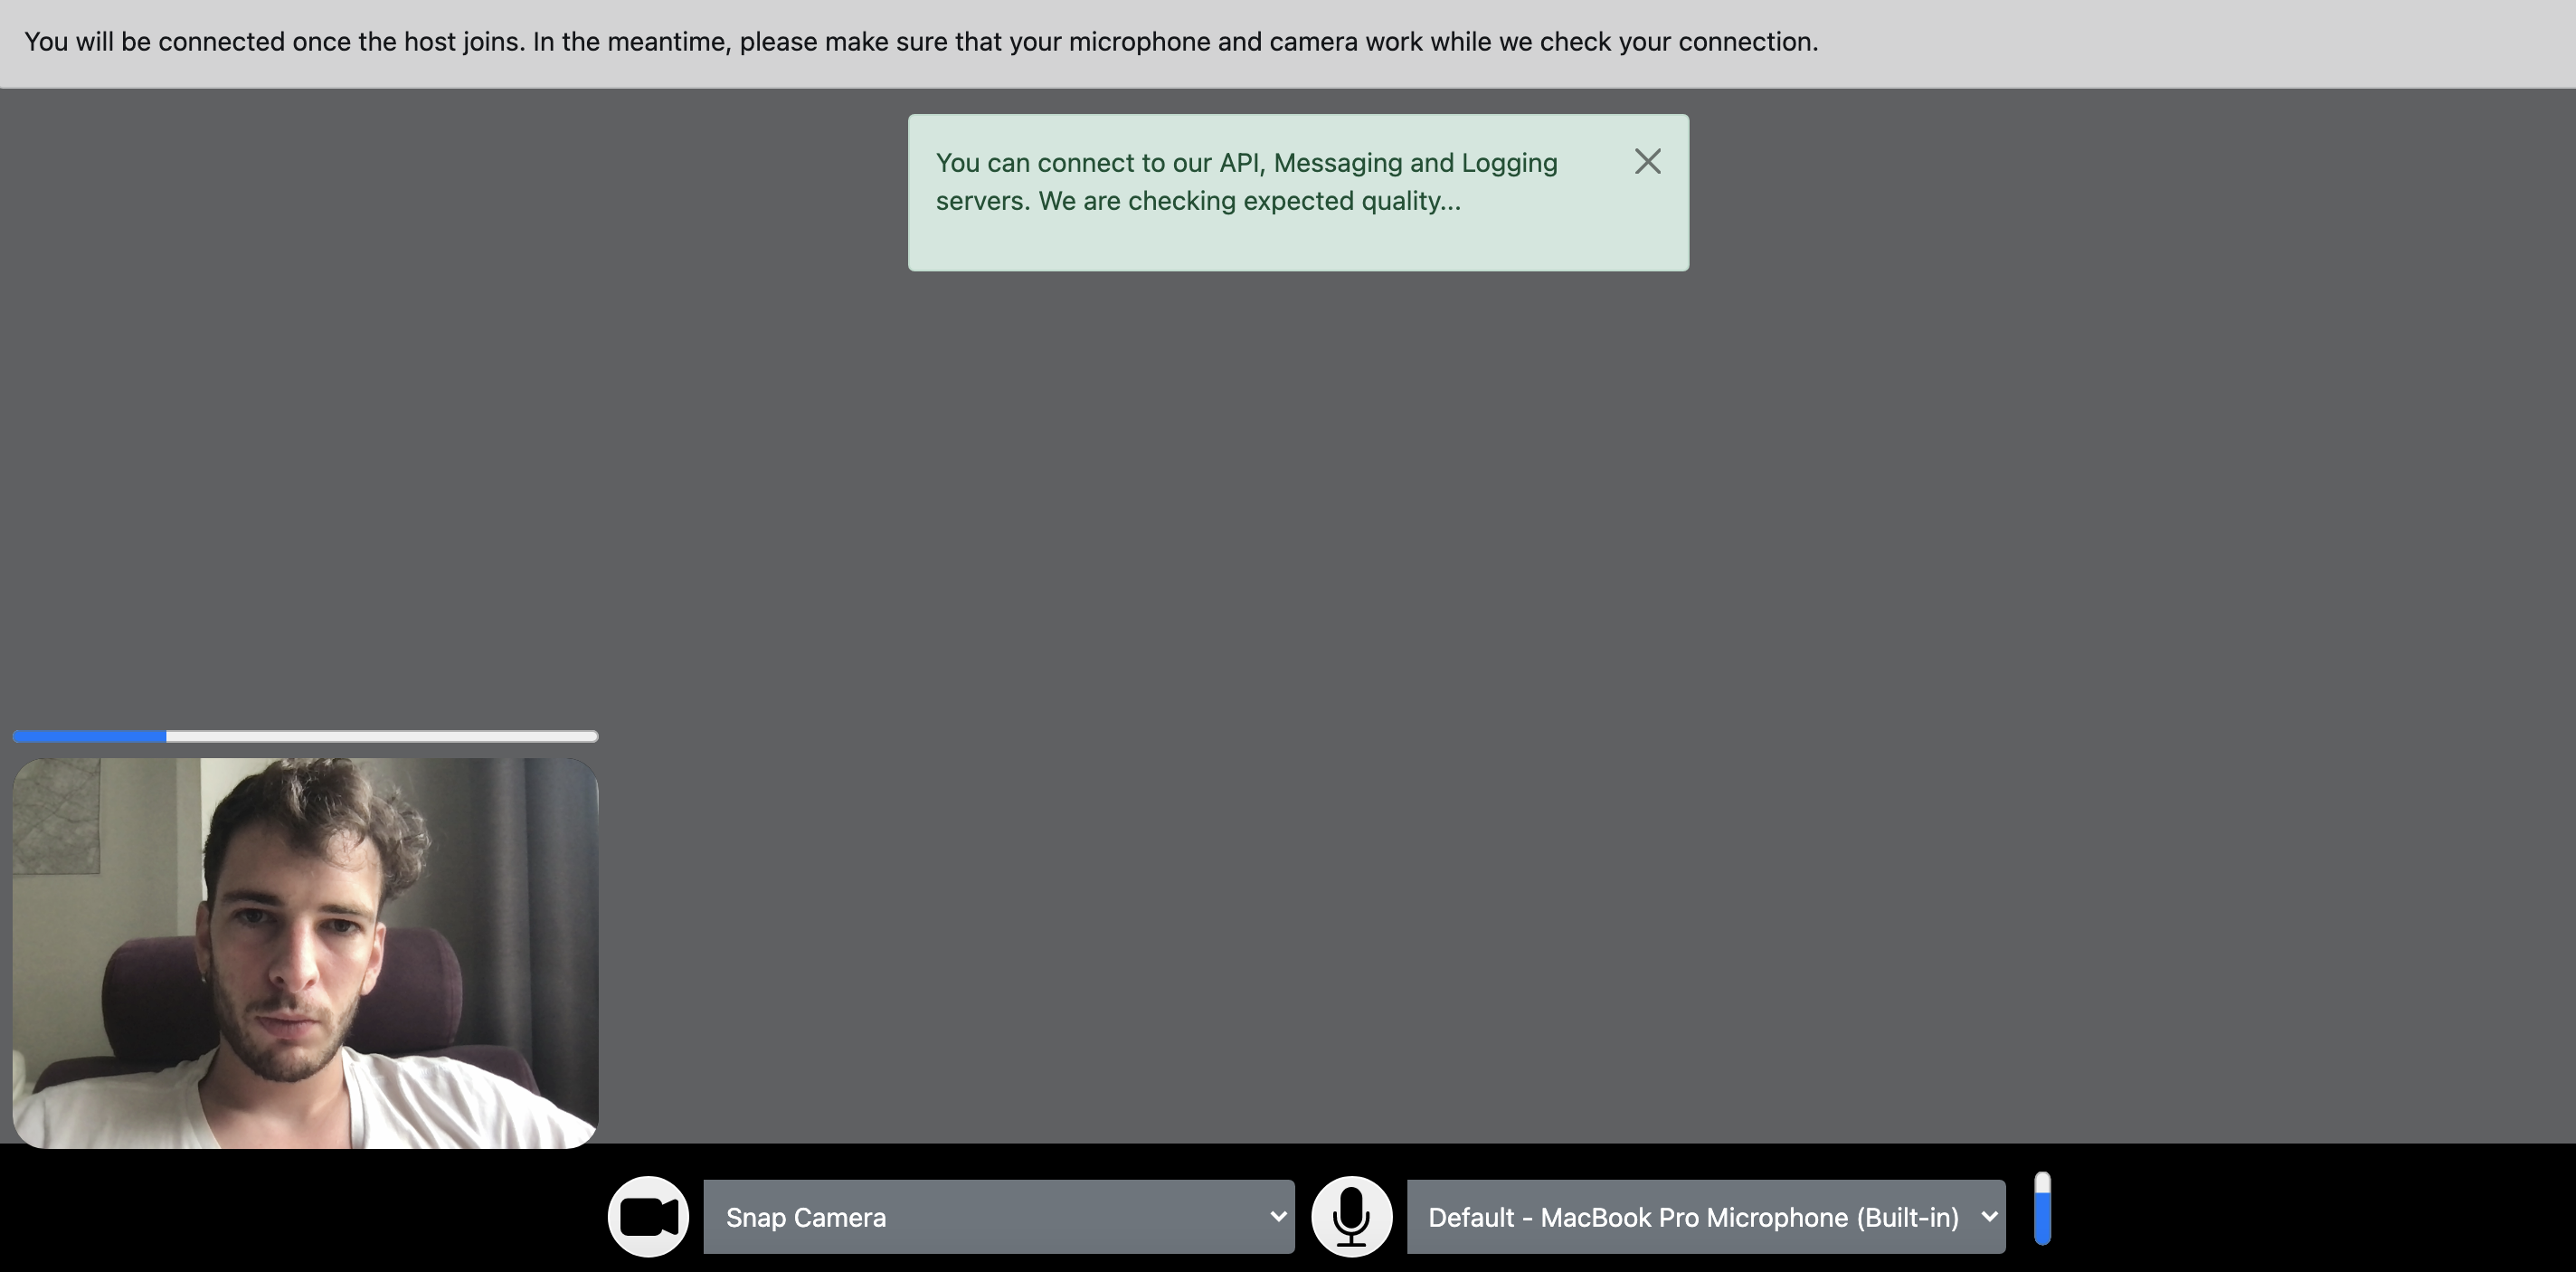 You will be connected once the host joins. In the meantime, please make sure that your microphone and camera work while we check your connection.
You can connect to our API, Messaging and Logging
servers. We are checking expected quality...
Snap Camera
Default - MacBook Pro Microphone (Built-in)